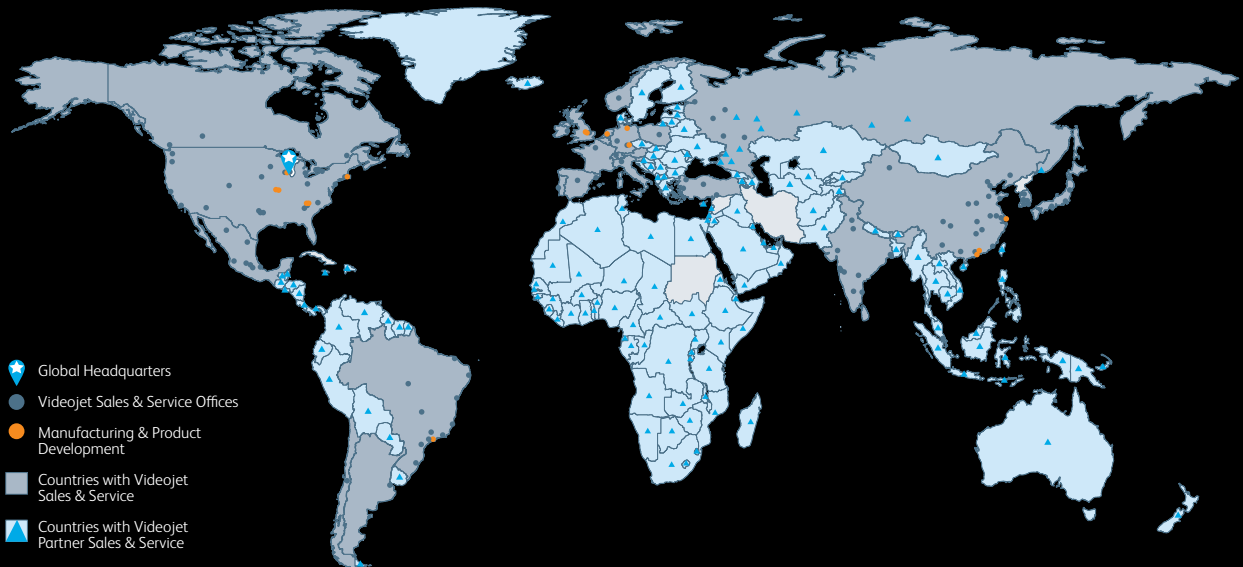 Global Headquarters
Videojet Sales & Service Offices
Manufacturing & Product
Development
Countries with Videojet
Sales & Service
Countries with Videojet
Partner Sales & Service